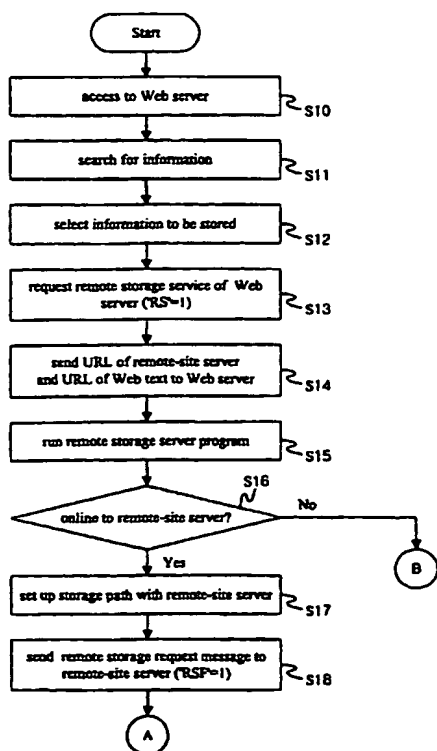 Start
access to Web server
S10
search for information
S11
select information to be stored
S12
request remote storage service of Web
server ("RS"=1)
S13
send URL of remote-site server
and URL of Web text to Web server
S14
run remote storage server program
S15
S16
online to remote-site server?
No
B
Yes
set up storage path with remote-site server
S17
send remote storage request message to
remote-site server ("RSF"=1)
S18
A